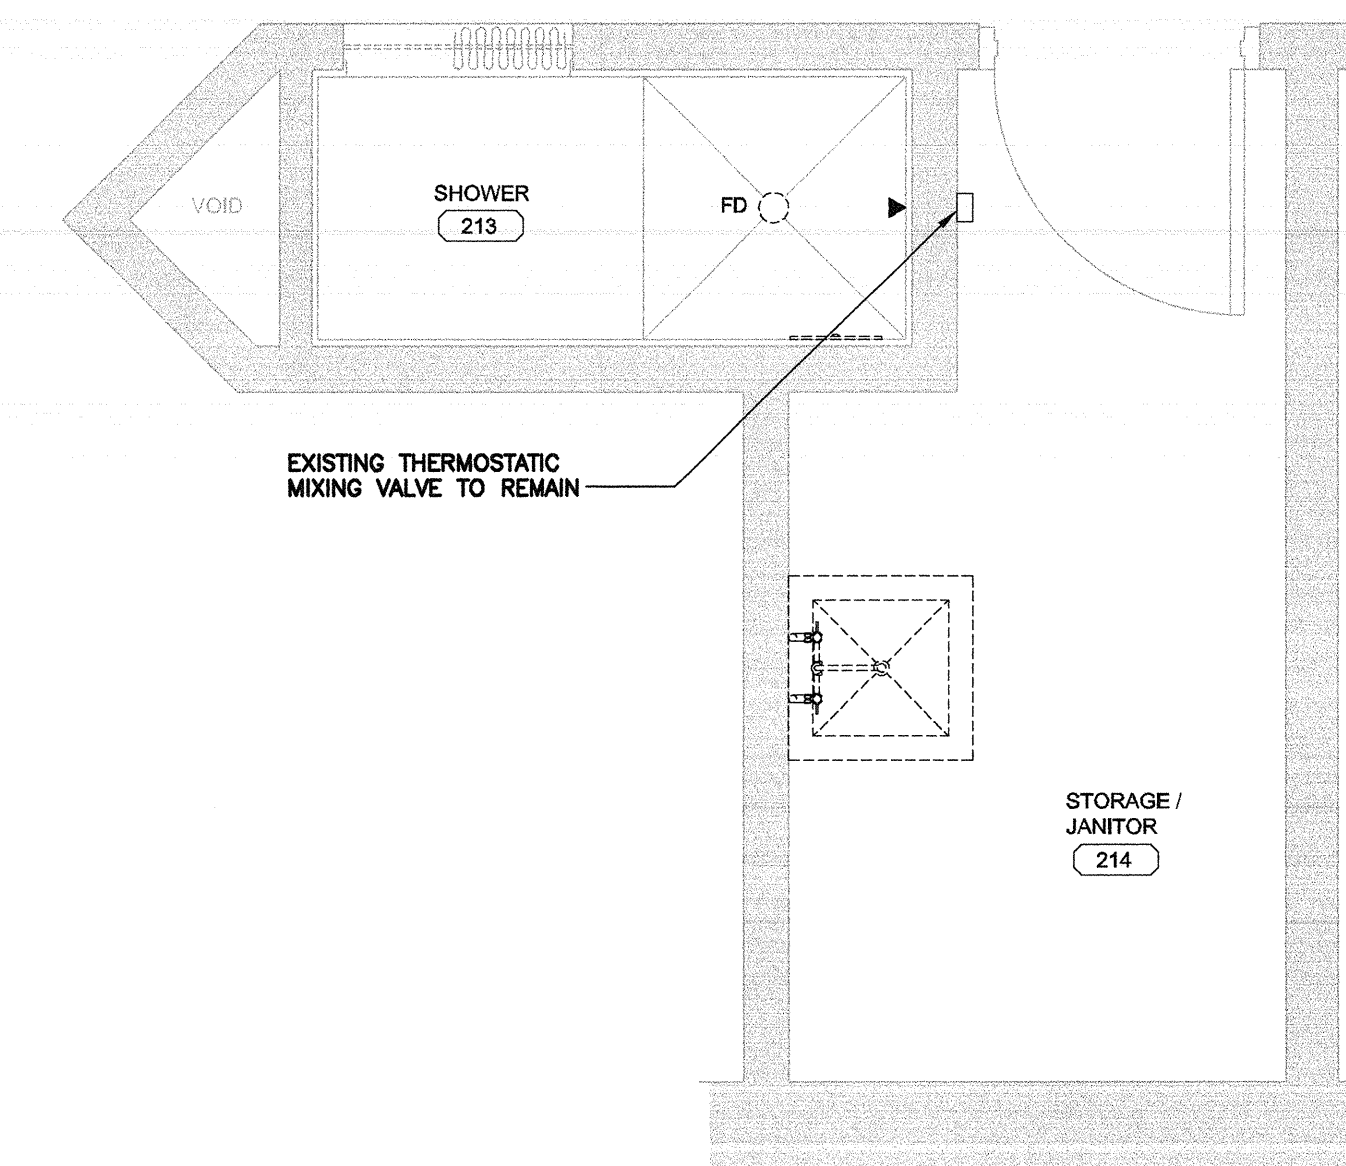 VOID
SHOWER
213
FD
EXISTING THERMOSTATIC
MIXING VALVE TO REMAIN
STORAGE /
JANITOR
214